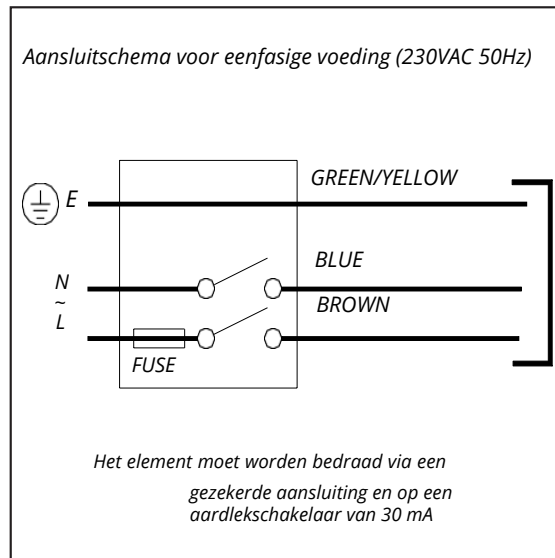 Aansluitschema voor eenfasige voeding (230VAC 50Hz)
GREEN/YELLOW
E
BLUE
N
~
BROWN
L
FUSE
Het element moet worden bedraad via een
gezekerde aansluiting en op een
aardlekschakelaar van 30 mA